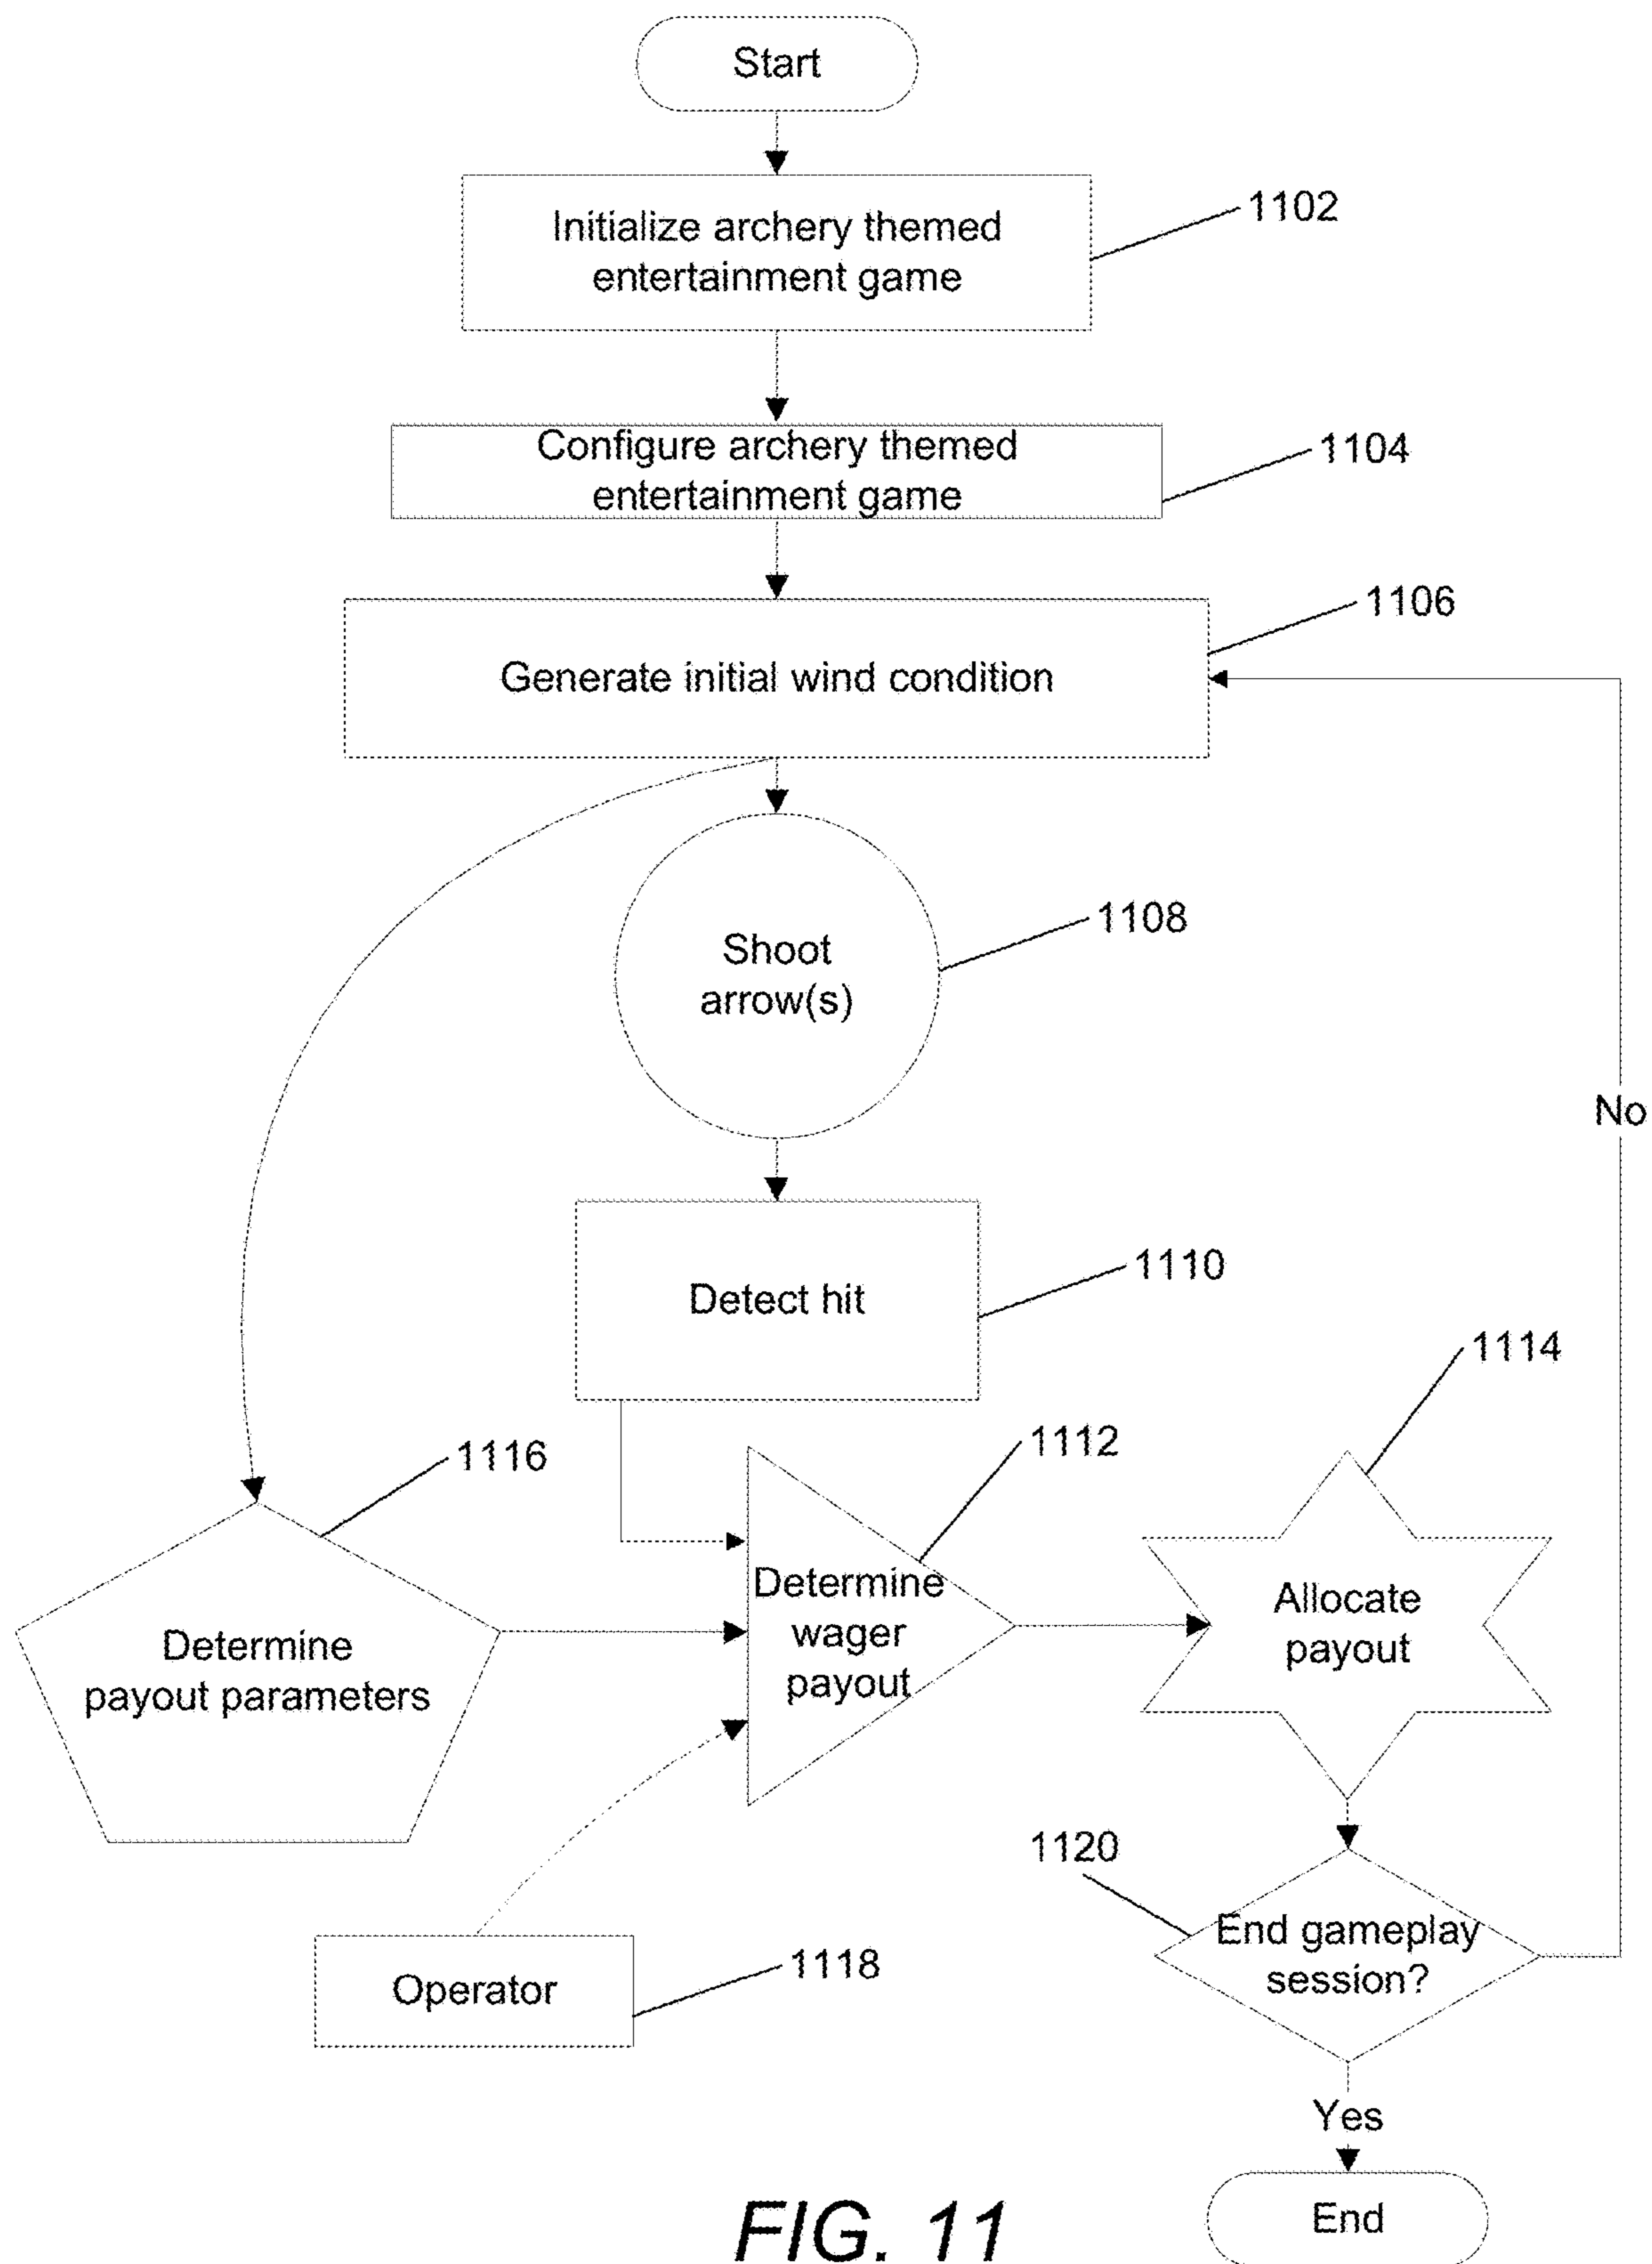 Start
Initialize archery themed
entertainment game
1102
Configure archery themed
entertainment game
1104
1106
Generate initial wind condition
1108
Shoot
arrow(s)
No
1110
Detect hit
1114
1112
1116
Determine
wager
payout
Allocate
payout
Determine
payout parameters
1120
End gameplay
session?
1118
Operator
Yes
End
FIG. 11